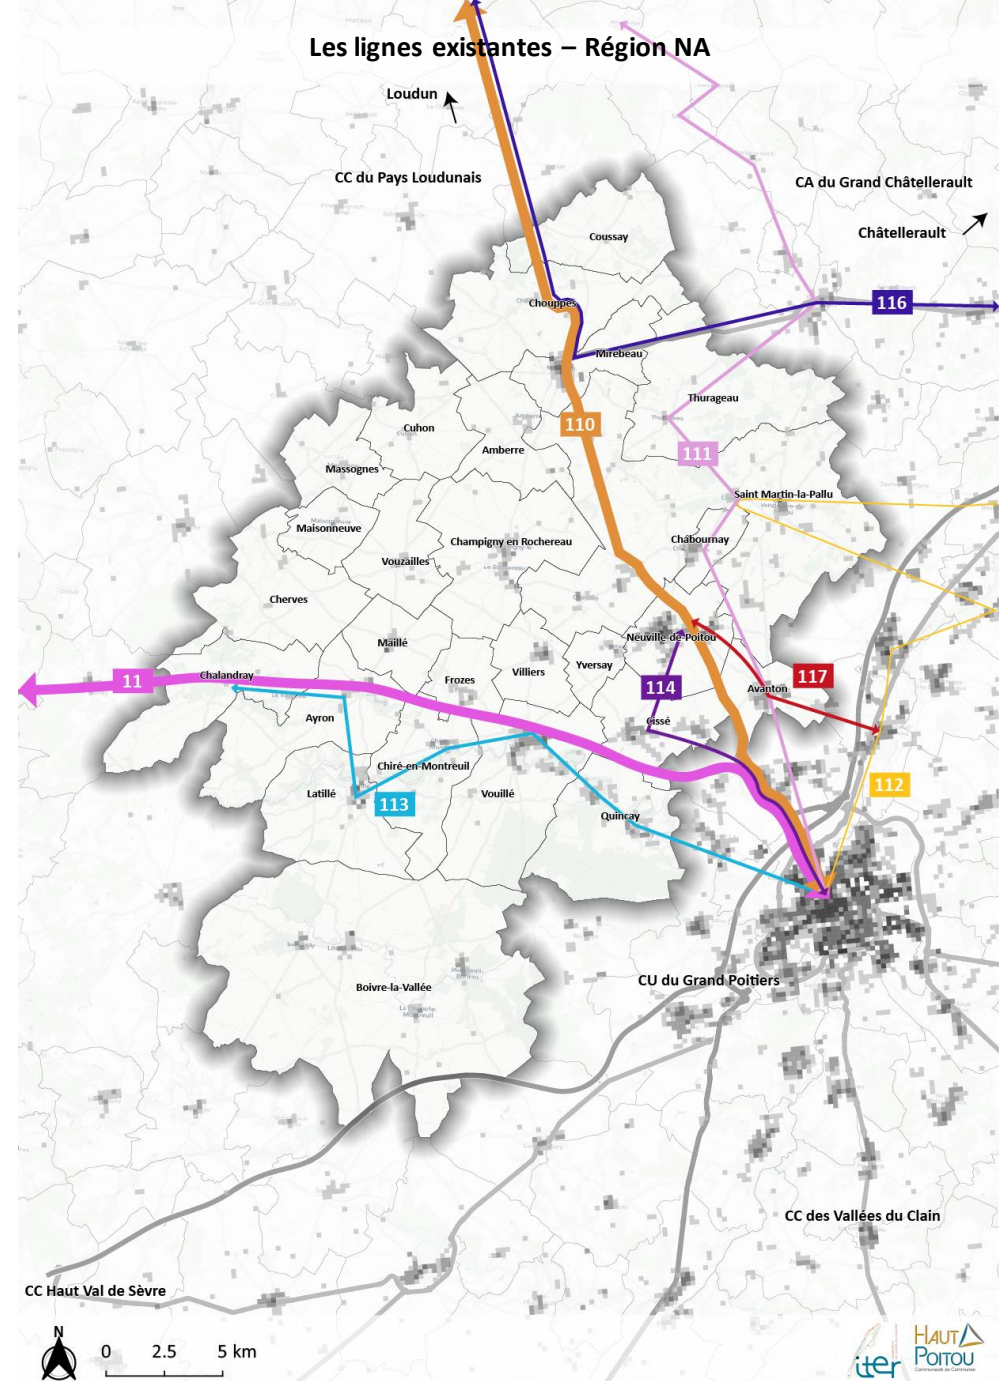 Les lignes existantes – Région NA
Loudun
CC du Pays Loudunais
CA du Grand Châtellerault
Châtellerault
Coussay
Chouppes
116
Mirebeau
Thurageau
110
Cuhon
Amberre
111
Massognes
Saint Martin-la-Pallu
Maisonneuve
Champigny en Rochereau
Chabournay
Vouzailles
Cherves
Neuville-de-Poitou
Maillé
Yversay
Villiers
Chalandray
11
Frozes
114
117
Avanton
Ayron
Cissé
Chiré-en-Montreuil
112
Latillé
113
Vouillé
Quinçay
CU du Grand Poitiers
Boivre-la-Vallée
CC des Vallées du Clain
CC Haut Val de Sèvre
N
0 2.5 5 km
iter
HAUT
POITOU
Communauté de Communes